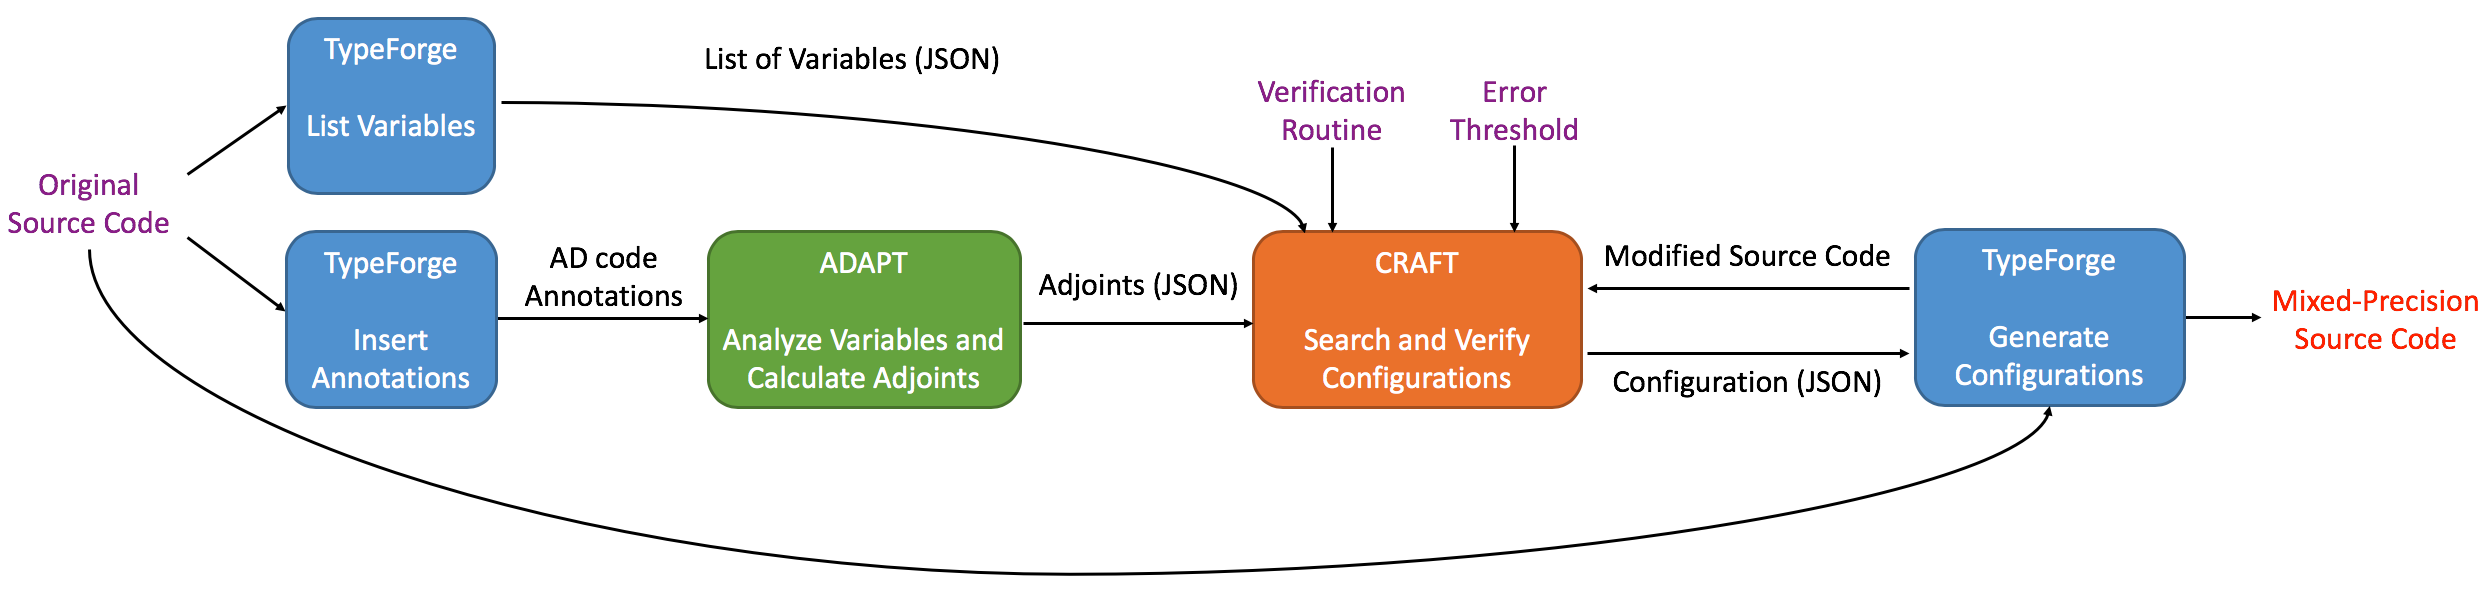 Original
Source Code
TypeForge
List Variables
TypeForge
Insert
Annotations
List of Variables (JSON)
AD code
Annotations
ADAPT
Analyze Variables and
Calculate Adjoints
Adjoints (JSON)
Verification
Routine
Error
Threshold
CRAFT
Search and Verify
Configurations
Modified Source Code
Configuration (JSON)
TypeForge
Generate
Configurations
Mixed-Precision
Source Code